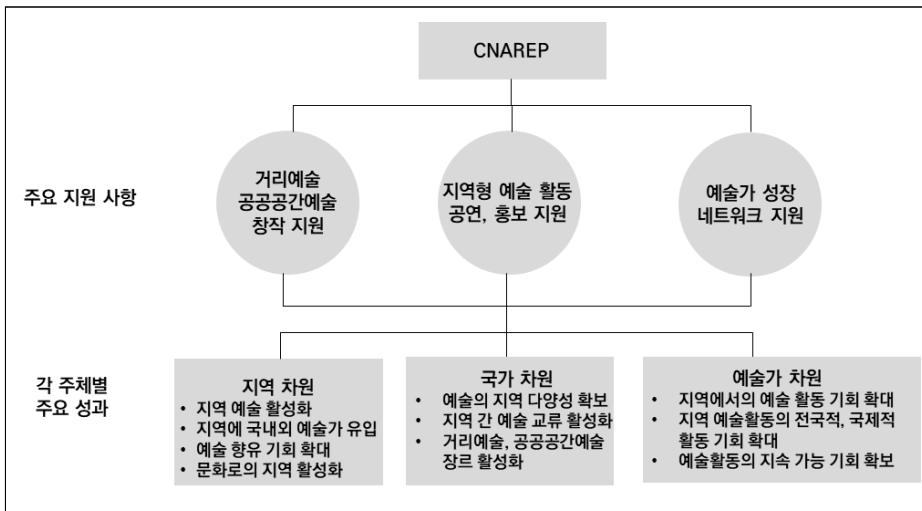 CNAREP
주요 지원 사항
거리예술
공공공간예술
창작 지원
지역형 예술 활동
공연, 홍보 지원
예술가 성장
네트워크 지원
각 주체별
주요 성과
지역 차원
• 지역 예술 활성화
• 지역에 국내외 예술가 유입
• 예술 향유 기회 확대
• 문화로의 지역 활성화
국가 차원
• 예술의 지역 다양성 확보
• 지역 간 예술 교류 활성화
• 거리예술, 공공공간예술
장르 활성화
예술가 차원
• 지역에서의 예술 활동 기회 확대
• 지역 예술활동의 전국적, 국제적
활동 기회 확대
• 예술활동의 지속 가능 기회 확보